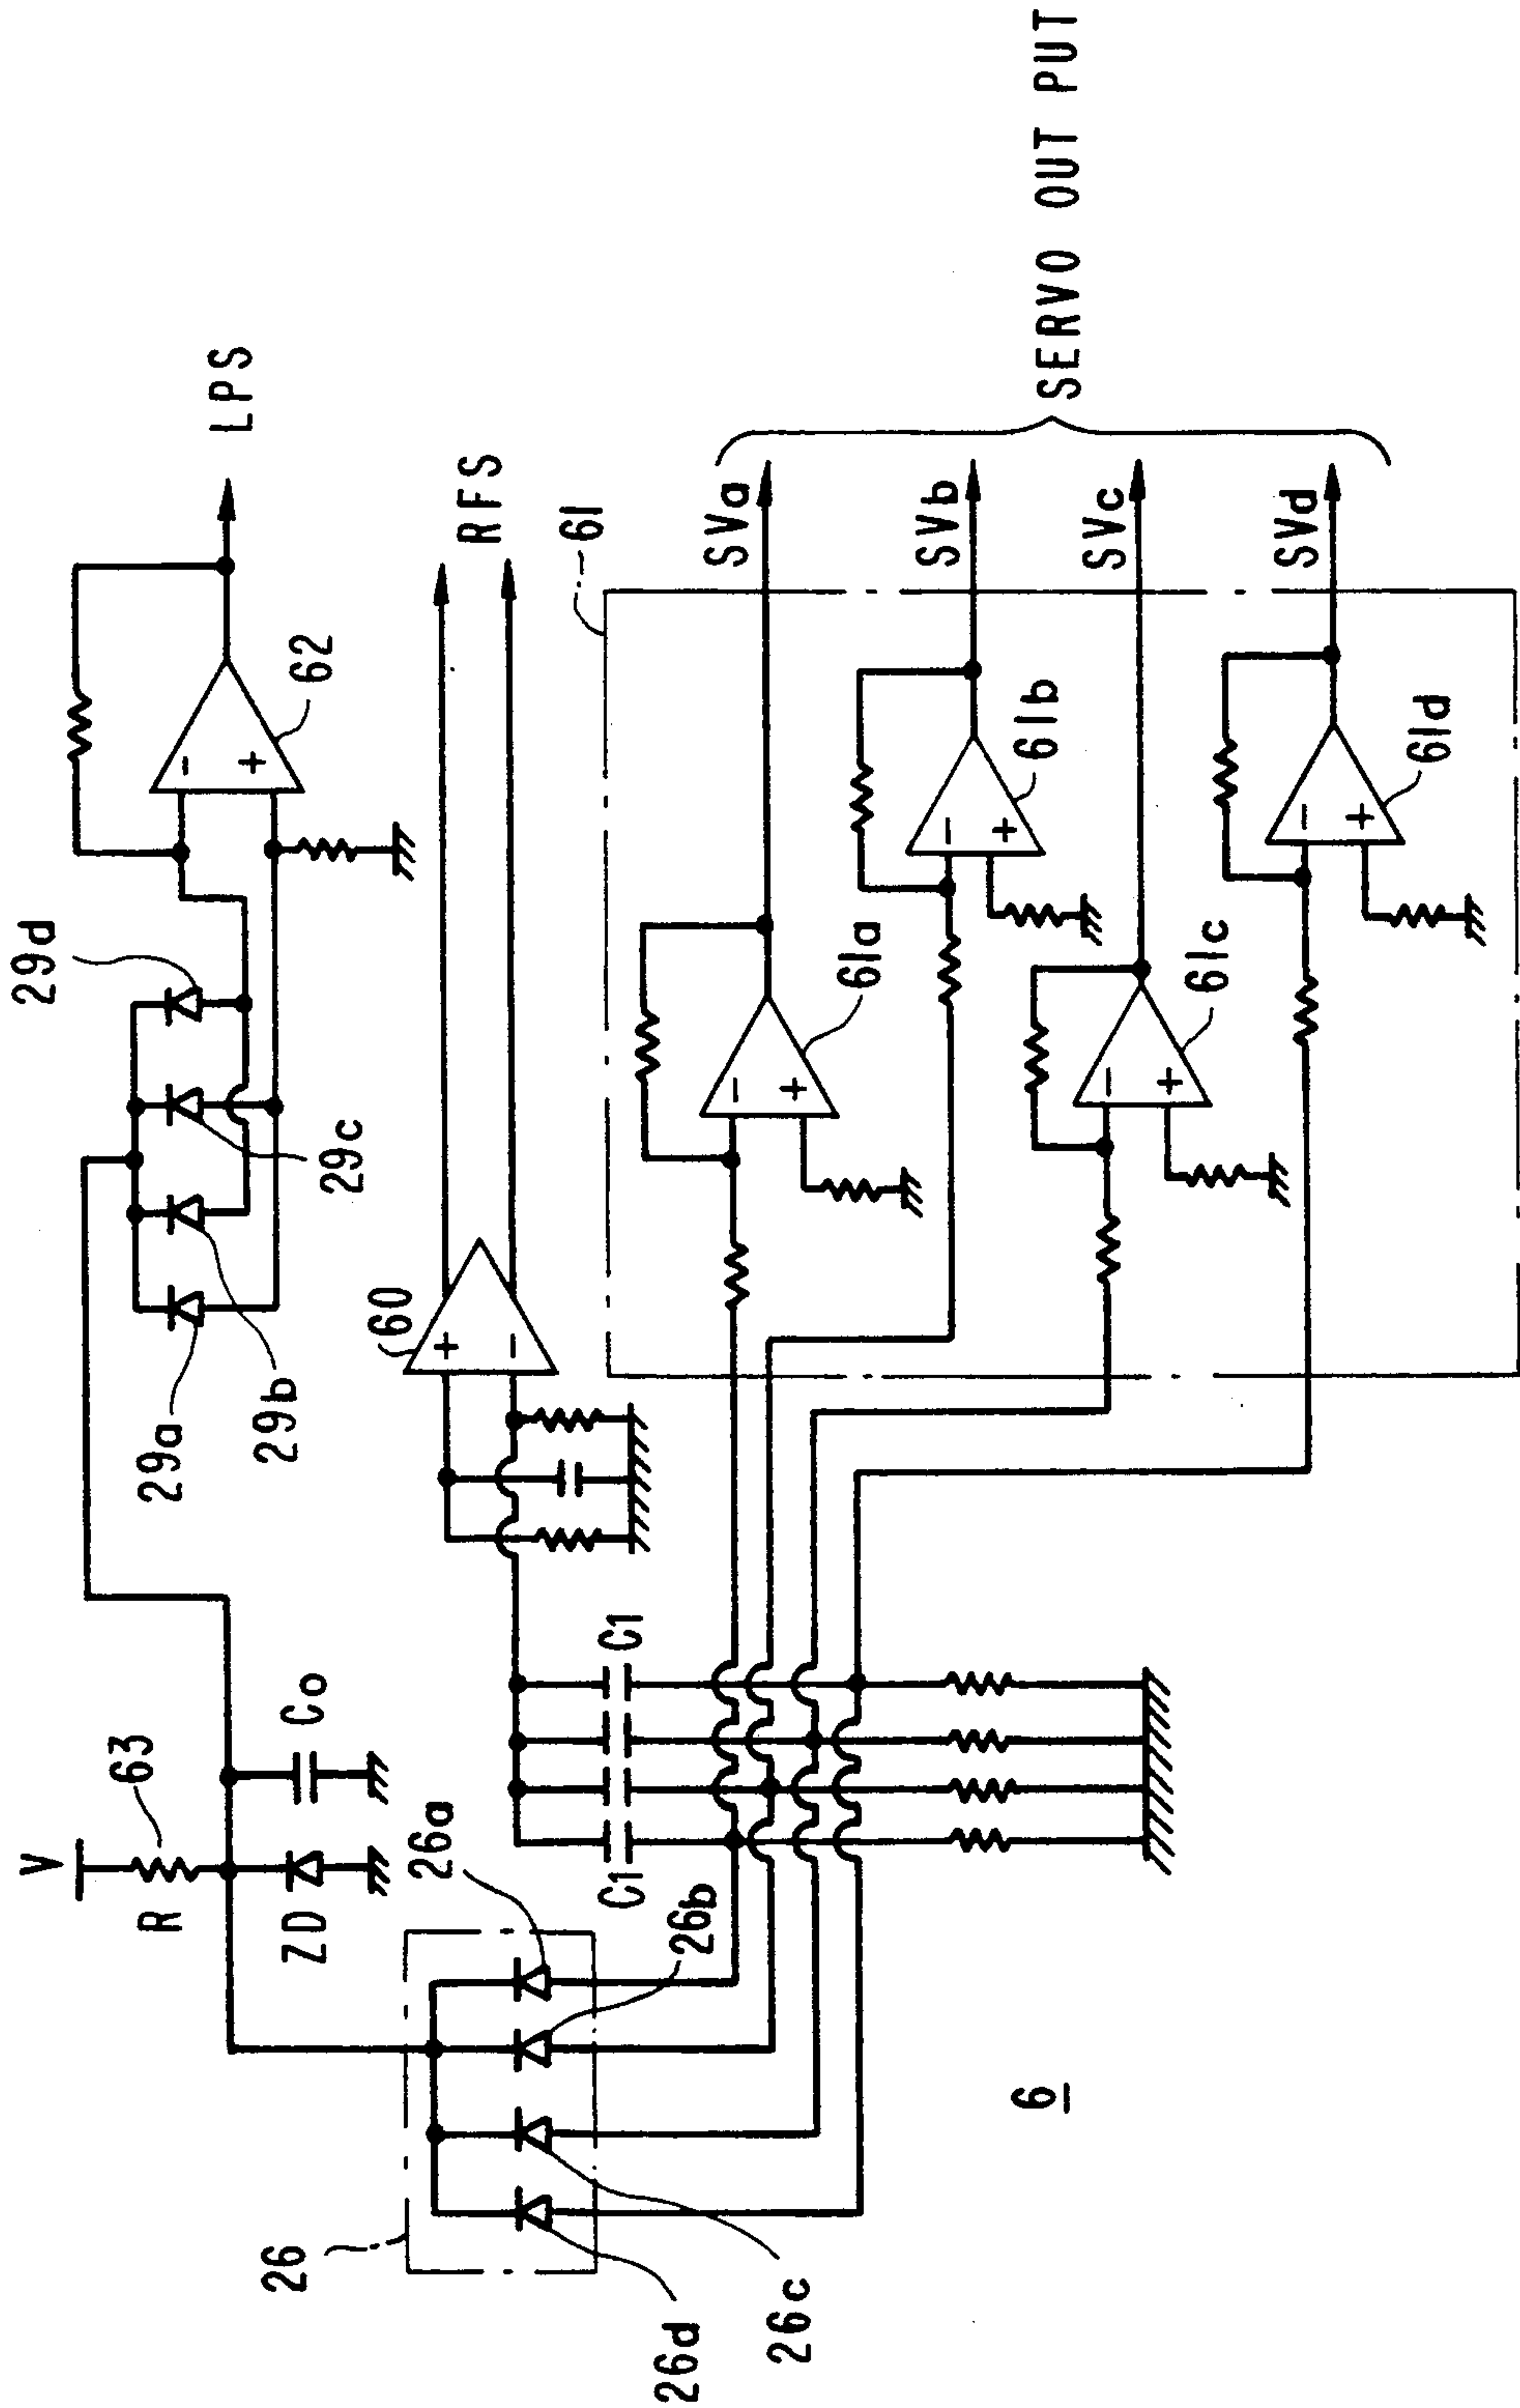 V
R
63
ZD
Co
29a
29b
29c
29d
-
+
62
LPS
26
26a
26b
26c
26d
C1
C1
60
+
-
RFS
61
-
+
61a
SVa
-
+
61b
SVb
-
+
61c
SVc
-
+
61d
SVd
SERVO OUT PUT
6